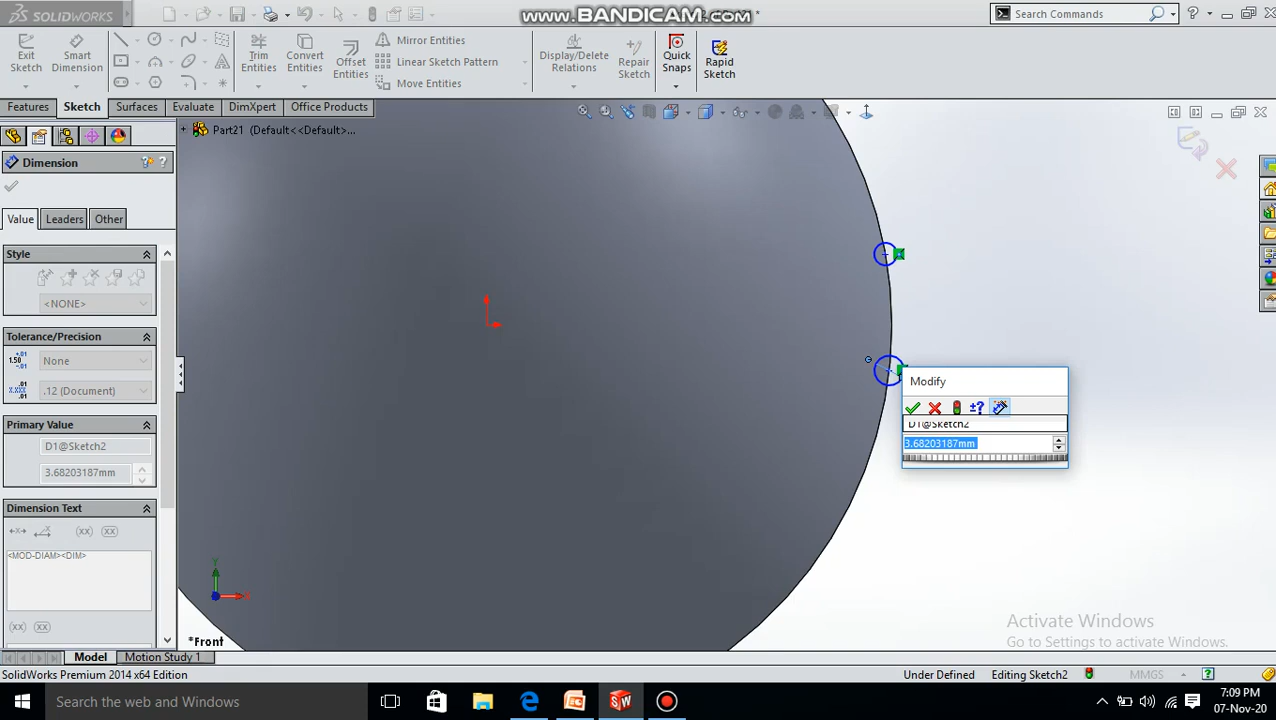 SOLIDWORKS
www.BANDICAM.com
Search Commands
Exit Sketch
Smart Dimension
Trim Entities
Convert Entities
Offset Entities
Mirror Entities
Linear Sketch Pattern
Move Entities
Display/Delete Relations
Repair Sketch
Quick Snaps
Rapid Sketch
Features
Sketch
Surfaces
Evaluate
DimXpert
Office Products
Part21 (Default<<Default>...
Dimension
Value
Leaders
Other
Style
<NONE>
Tolerance/Precision
None
.12 (Document)
Primary Value
D1@Sketch2
3.68203187mm
Dimension Text
(xx) (xx)
<MOD-DIAM><DIM>
(xx) (xx)
Modify
±?
D1@Sketch2
3.68203187mm
Y
X
*Front
Activate Windows
Go to Settings to activate Windows.
Model
Motion Study 1
SolidWorks Premium 2014 x64 Edition
Under Defined
Editing Sketch2
MMGS
Search the web and Windows
7:09 PM
07-Nov-20